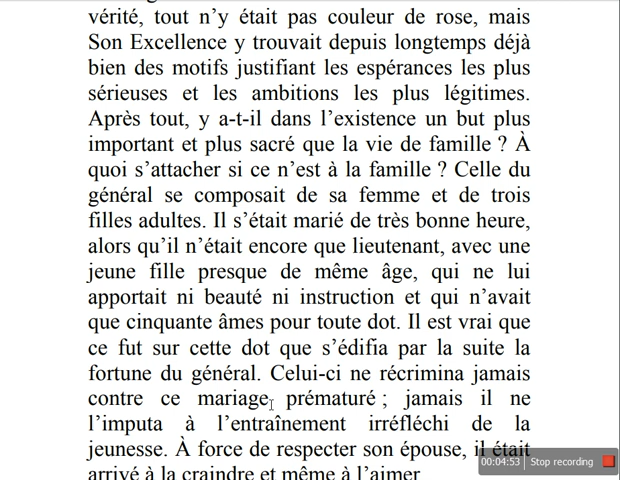 vérité, tout n’y était pas couleur de rose, mais
Son Excellence y trouvait depuis longtemps déjà
bien des motifs justifiant les espérances les plus
sérieuses et les ambitions les plus légitimes.
Après tout, y a-t-il dans l’existence un but plus
important et plus sacré que la vie de famille ? À
quoi s’attacher si ce n’est à la famille ? Celle du
général se composait de sa femme et de trois
filles adultes. Il s’était marié de très bonne heure,
alors qu’il n’était encore que lieutenant, avec une
jeune fille presque de même âge, qui ne lui
apportait ni beauté ni instruction et qui n’avait
que cinquante âmes pour toute dot. Il est vrai que
ce fut sur cette dot que s’édifia par la suite la
fortune du général. Celui-ci ne récrimina jamais
contre ce mariage prématuré ; jamais il ne
l’imputa à l’entraînement irréfléchi de la
jeunesse. À force de respecter son épouse, il était
arrivé à la craindre et même à l’aimer
00:04:53 Stop recording